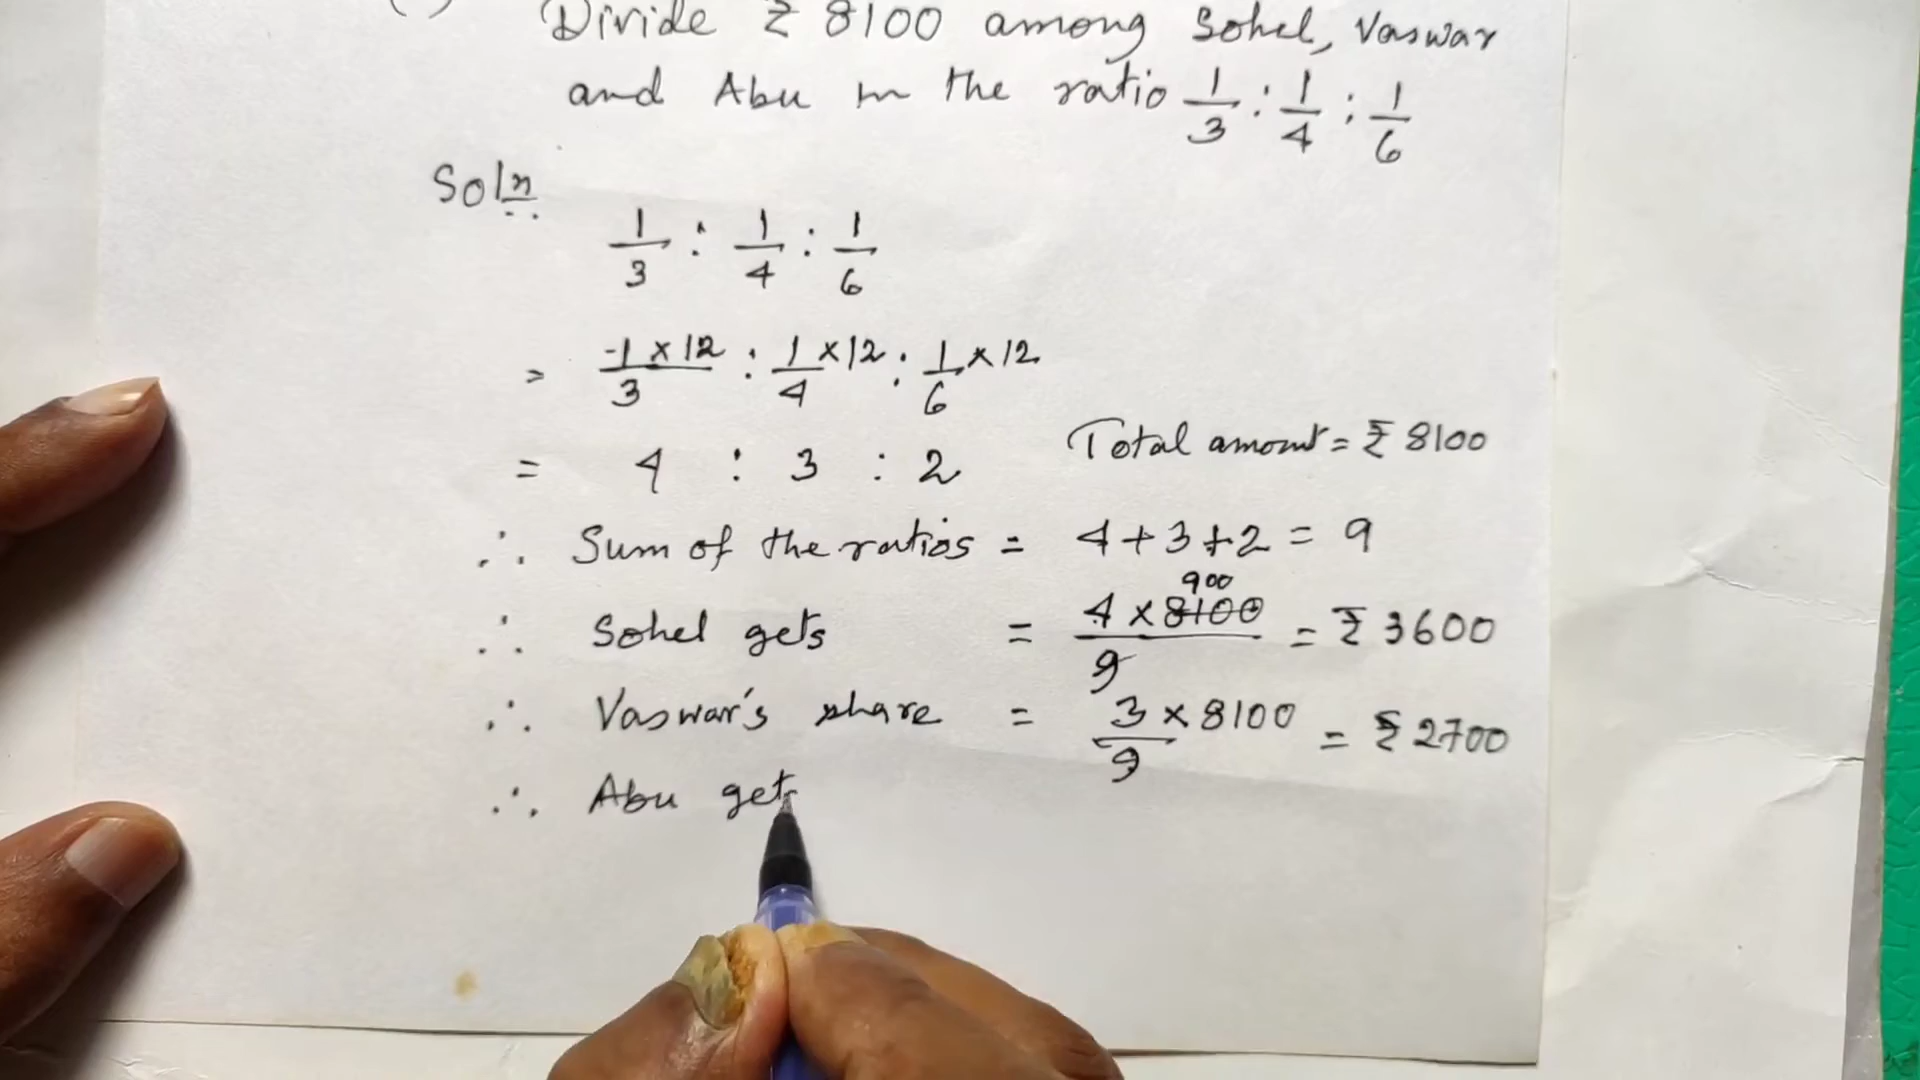 Divide ₹ 8100 among Sohel, Vaswar
and Abu in the ratio 1/3 : 1/4 : 1/6
Soln
1/3 : 1/4 : 1/6
= 1×12/3 : 1/4×12 : 1/6×12
= 4 : 3 : 2 Total amount = ₹ 8100
∴ Sum of the ratios = 4+3+2 = 9
∴ Sohel gets = 4×8100/9 900 = ₹ 3600
∴ Vaswar's share = 3/9×8100 = ₹ 2700
∴ Abu get